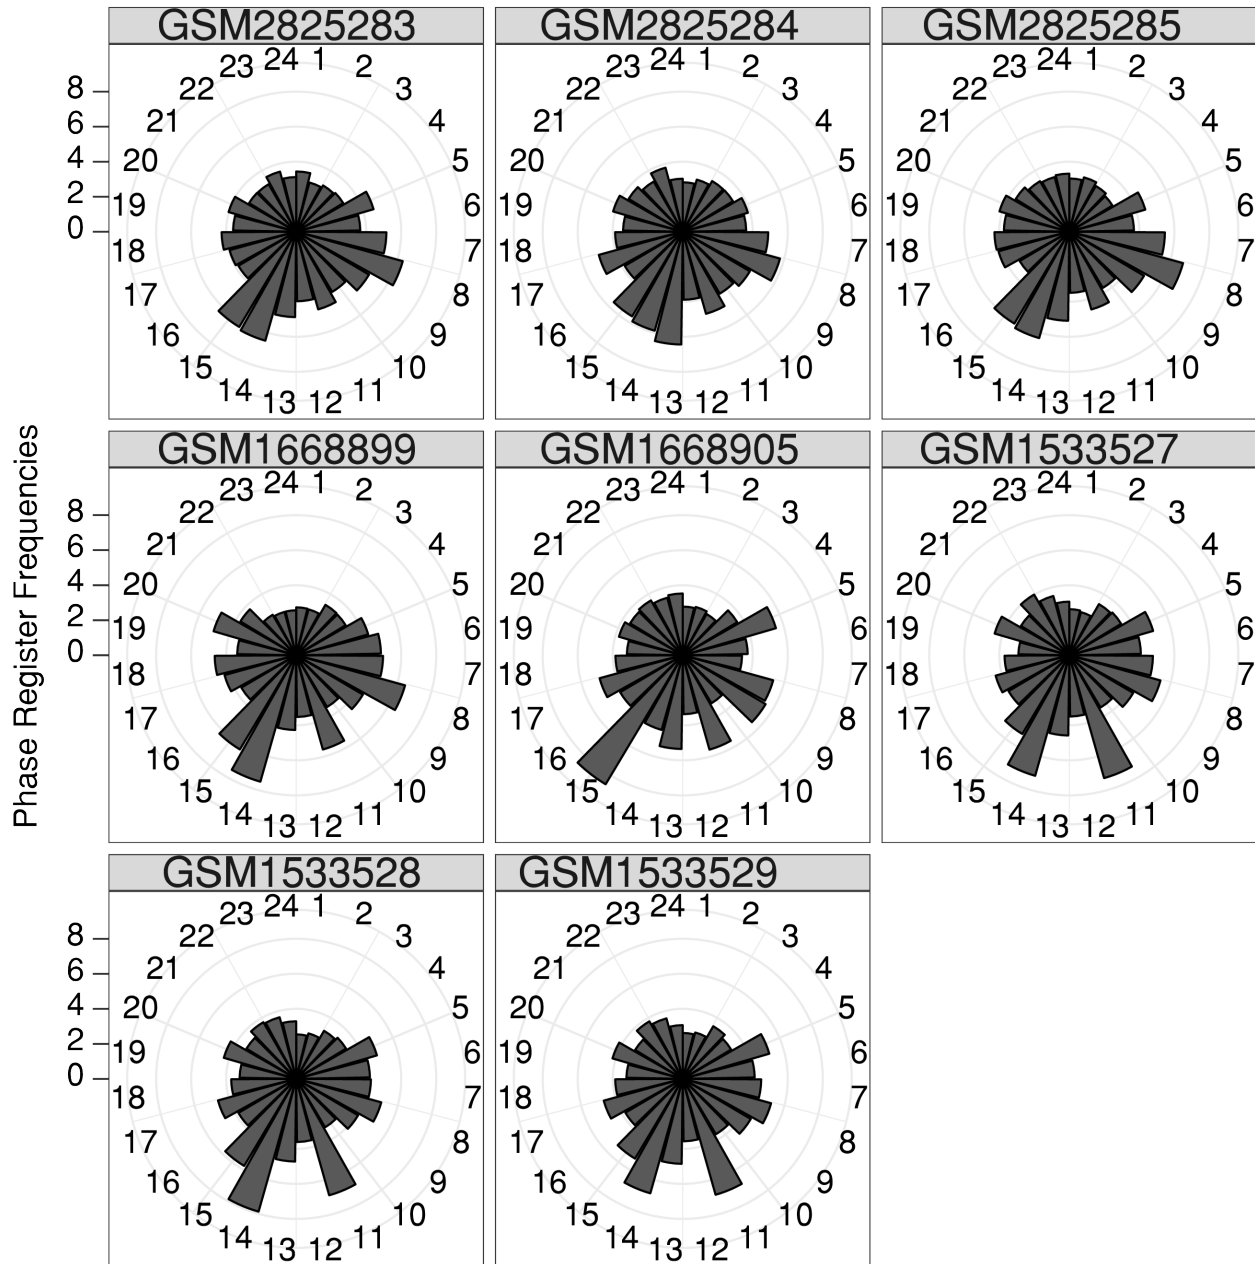 GSM2825283 GSM2825284 GSM2825285
8
6
4
2
0
24 1 2 3 4 5 6 7 8 9 10 11 12 13 14 15 16 17 18 19 20 21 22 23
24 1 2 3 4 5 6 7 8 9 10 11 12 13 14 15 16 17 18 19 20 21 22 23
24 1 2 3 4 5 6 7 8 9 10 11 12 13 14 15 16 17 18 19 20 21 22 23
Phase Register Frequencies
GSM1668899 GSM1668905 GSM1533527
8
6
4
2
0
24 1 2 3 4 5 6 7 8 9 10 11 12 13 14 15 16 17 18 19 20 21 22 23
24 1 2 3 4 5 6 7 8 9 10 11 12 13 14 15 16 17 18 19 20 21 22 23
24 1 2 3 4 5 6 7 8 9 10 11 12 13 14 15 16 17 18 19 20 21 22 23
GSM1533528 GSM1533529
8
6
4
2
0
24 1 2 3 4 5 6 7 8 9 10 11 12 13 14 15 16 17 18 19 20 21 22 23
24 1 2 3 4 5 6 7 8 9 10 11 12 13 14 15 16 17 18 19 20 21 22 23